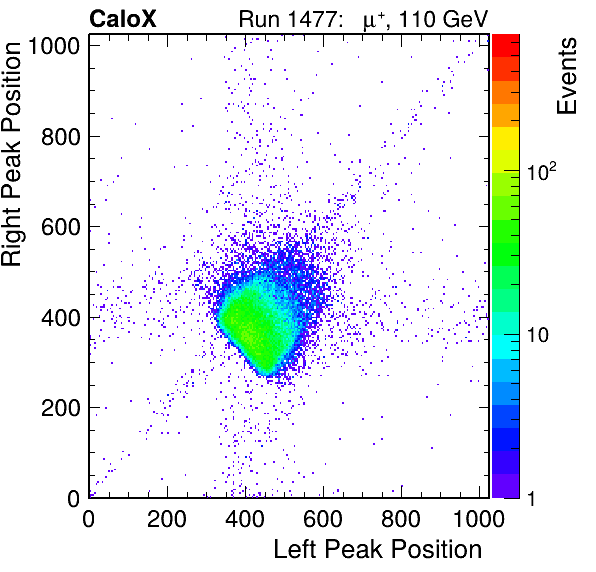 CaloX Run 1477: μ⁺, 110 GeV
Right Peak Position
1000
800
600
400
200
0
0 200 400 600 800 1000
Left Peak Position
Events
10²
10
1